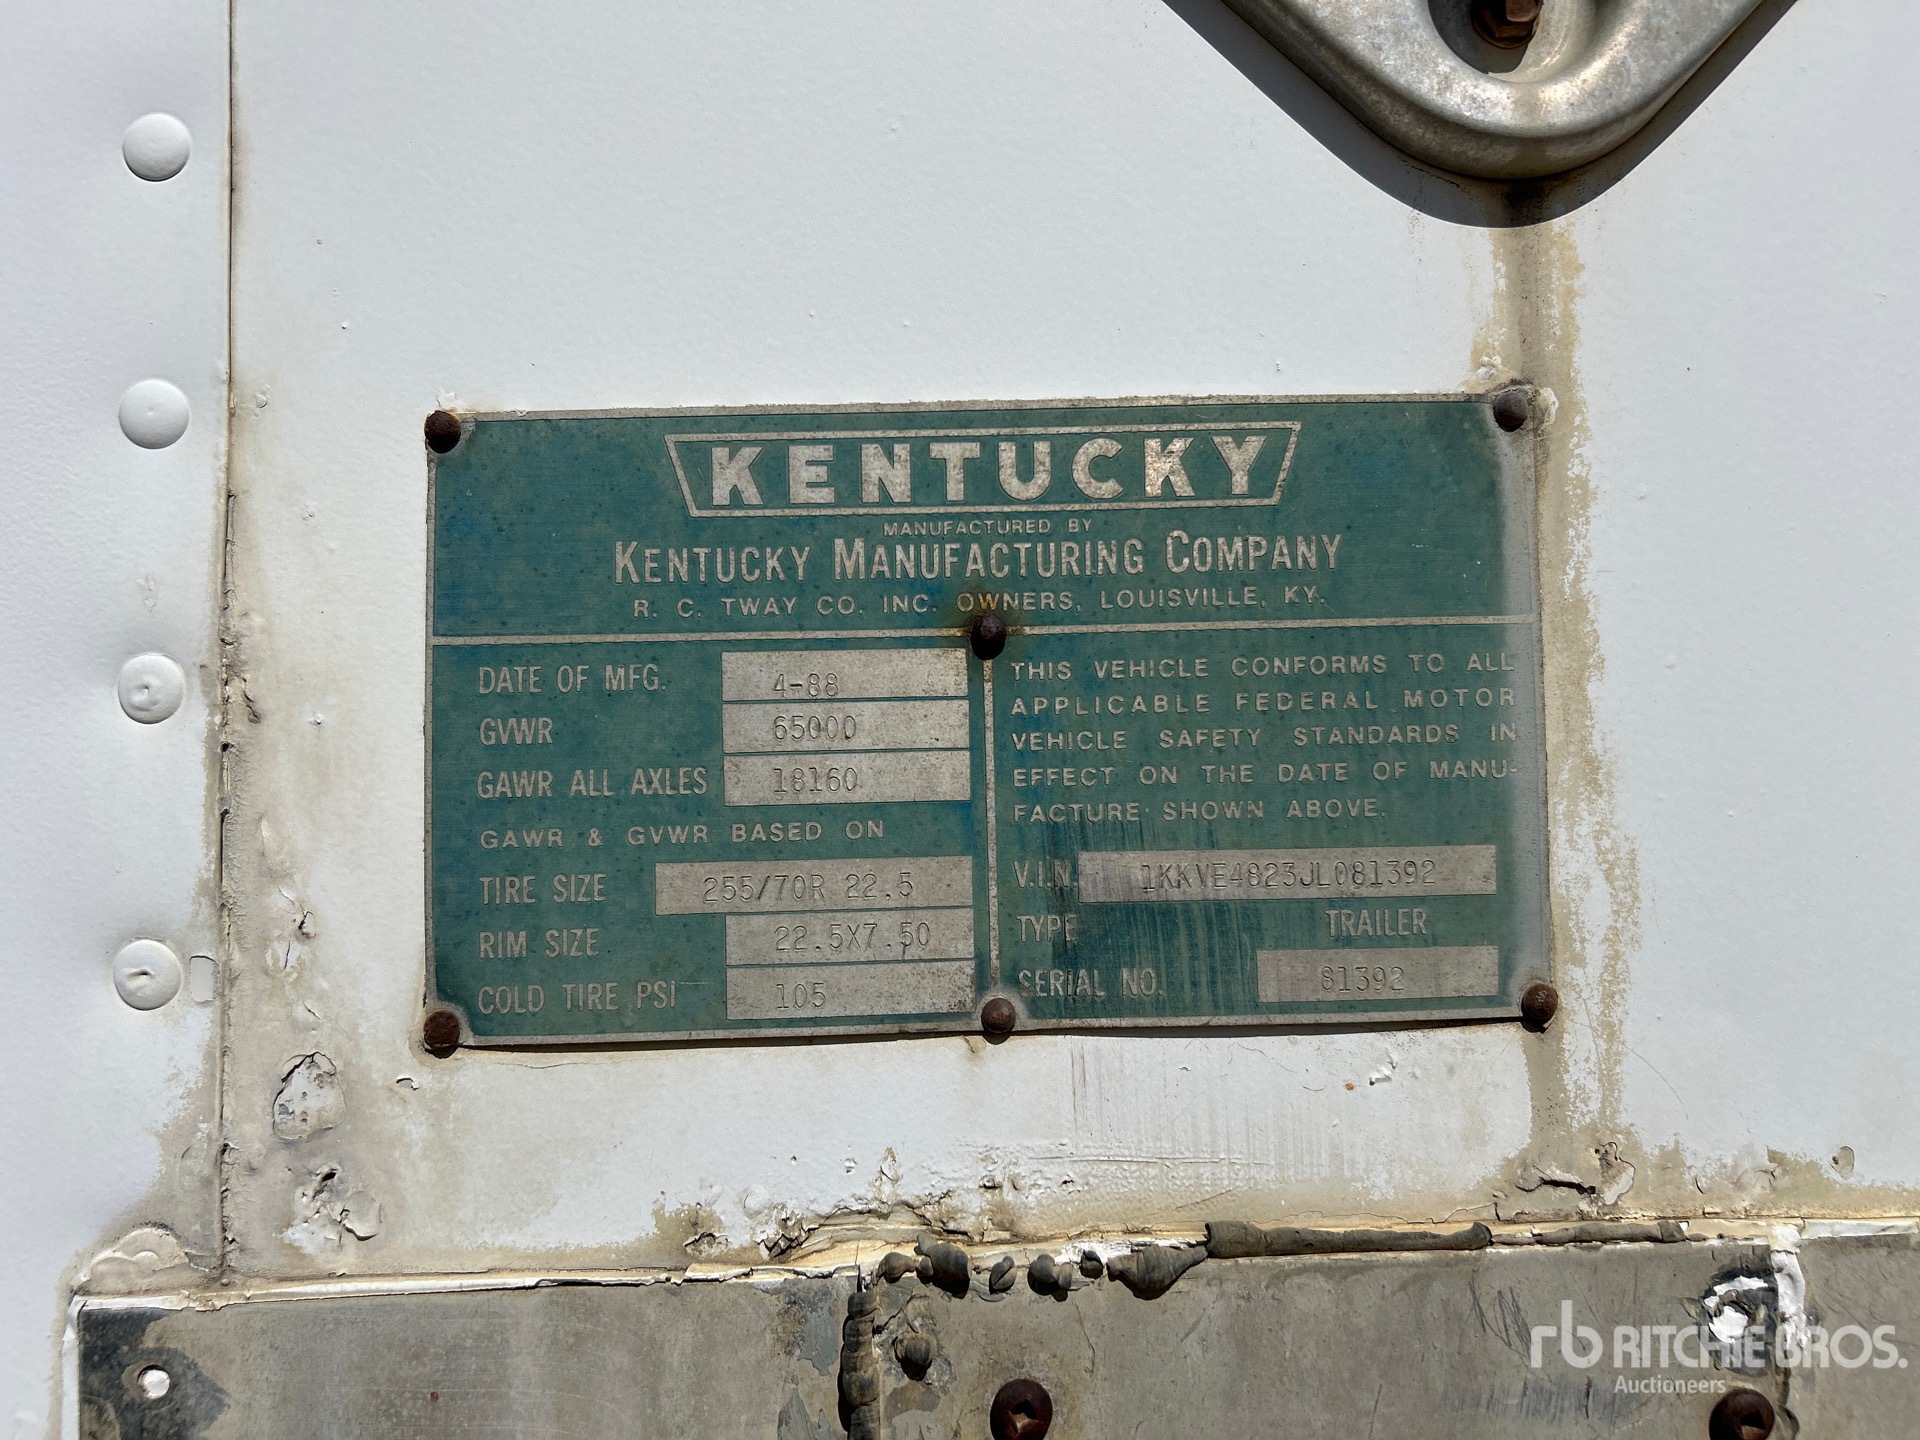 KENTUCKY
MANUFACTURED BY
KENTUCKY MANUFACTURING COMPANY
R. C. TWAY CO. INC. OWNERS, LOUISVILLE, KY.
DATE OF MFG. 4-88
GVWR 65000
GAWR ALL AXLES 18160
GAWR & GVWR BASED ON
TIRE SIZE 255/70R 22.5
RIM SIZE 22.5X7.50
COLD TIRE PSI 105
THIS VEHICLE CONFORMS TO ALL
APPLICABLE FEDERAL MOTOR
VEHICLE SAFETY STANDARDS IN
EFFECT ON THE DATE OF MANU-
FACTURE SHOWN ABOVE.
V.I.N. 1KKVE4823JL081392
TYPE TRAILER
SERIAL NO. 81392
rb RITCHIE BROS.
Auctioneers